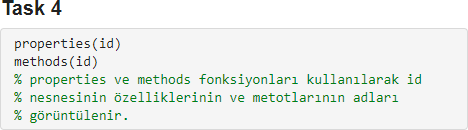 Task 4
properties(id)
methods(id)
% properties ve methods fonksiyonları kullanılarak id
% nesnesinin özelliklerinin ve metotlarının adları
% görüntülenir.